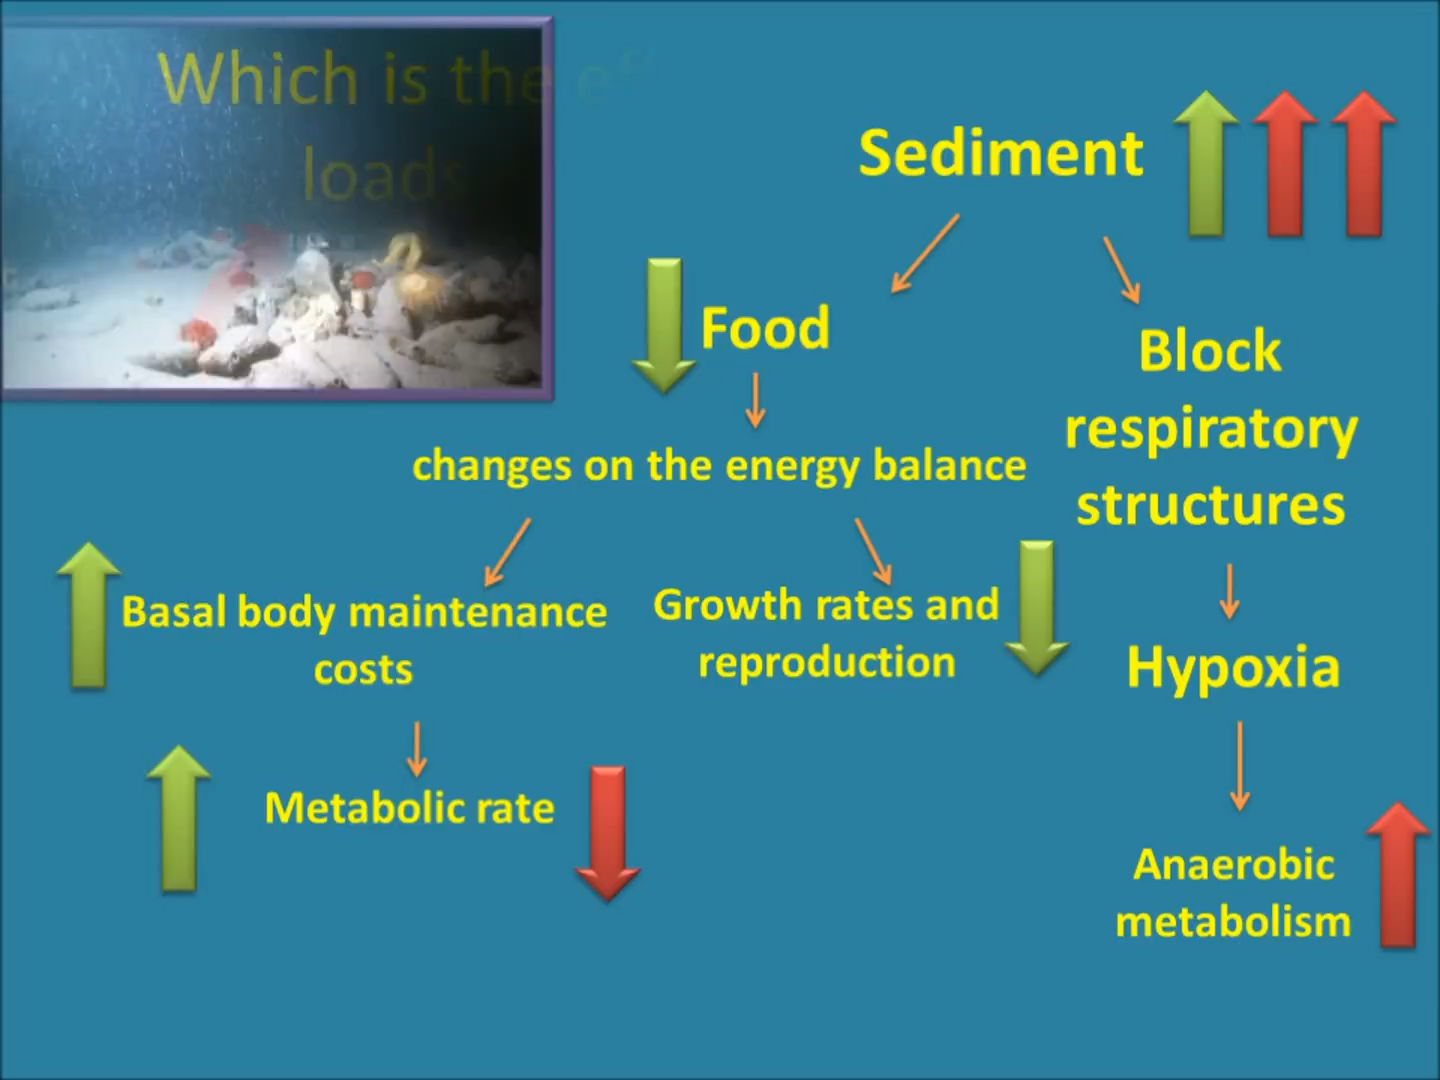 Which is the
loads
Sediment
Food
Block
respiratory
structures
changes on the energy balance
Basal body maintenance
costs
Growth rates and
reproduction
Hypoxia
Metabolic rate
Anaerobic
metabolism